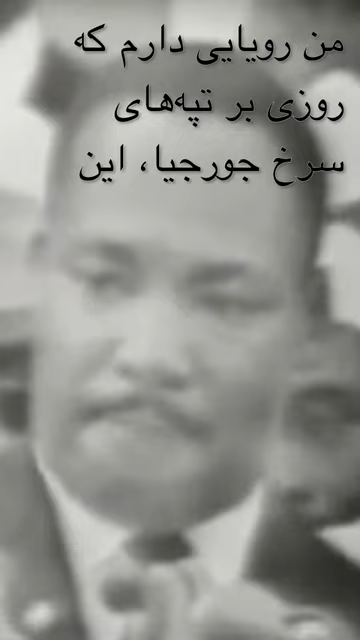 من رویایی دارم که
روزی بر تپه‌های
سرخ جورجیا، این